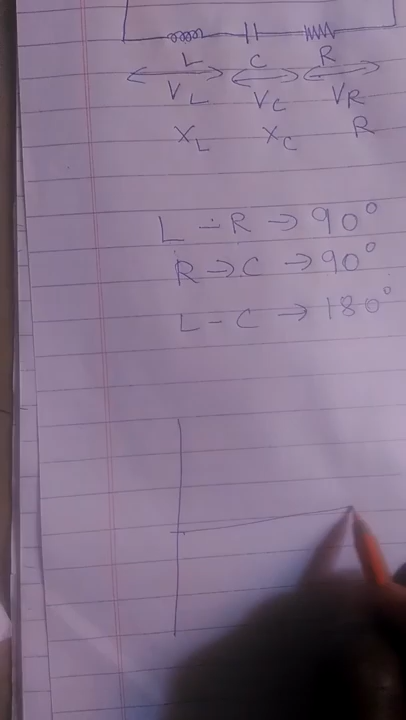 L C R
V_L V_C V_R
X_L X_C R
L - R → 90°
R → C → 90°
L - C → 180°